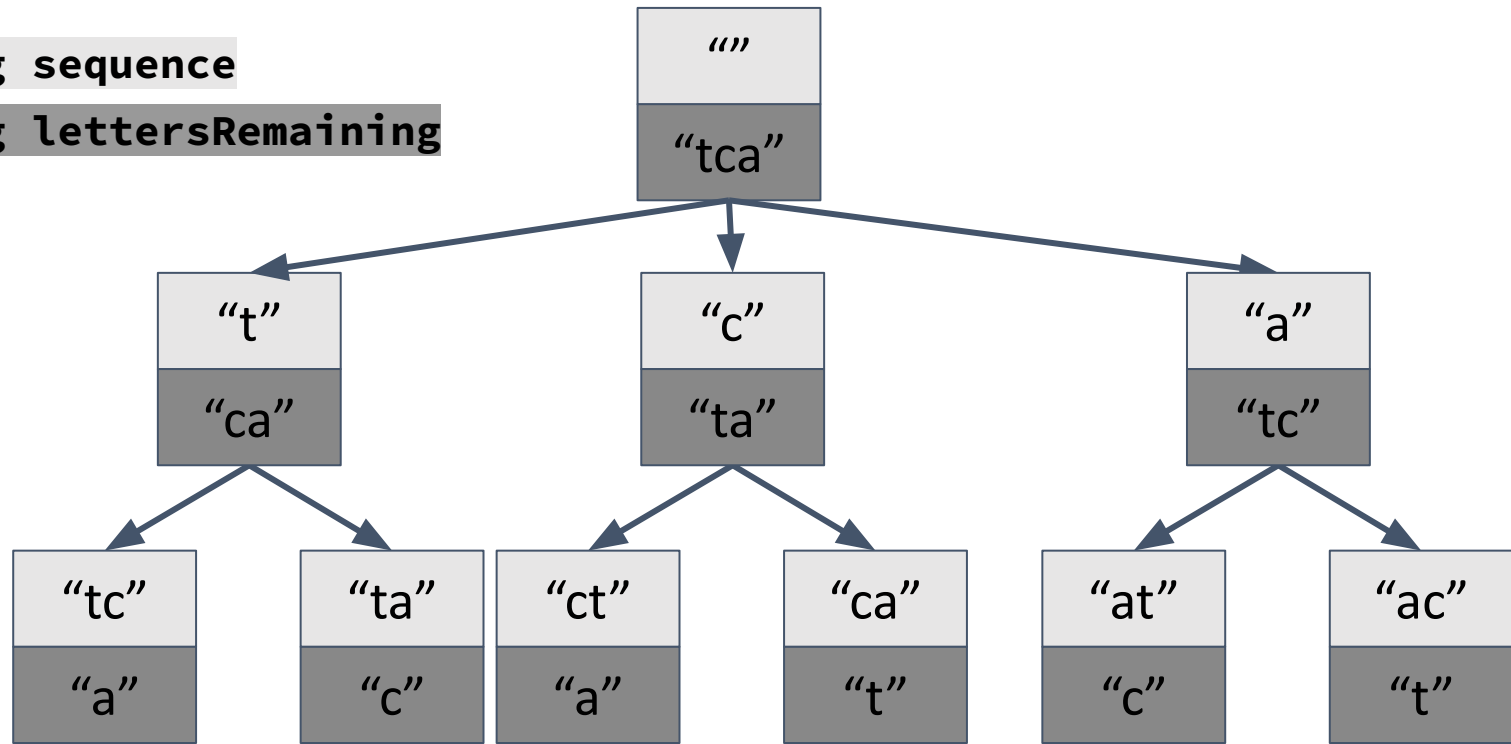 g sequence
g lettersRemaining
“”
“tca”
“t” “c” “a”
“ca” “ta” “tc”
“tc” “ta” “ct” “ca” “at” “ac”
“a” “c” “a” “t” “c” “t”